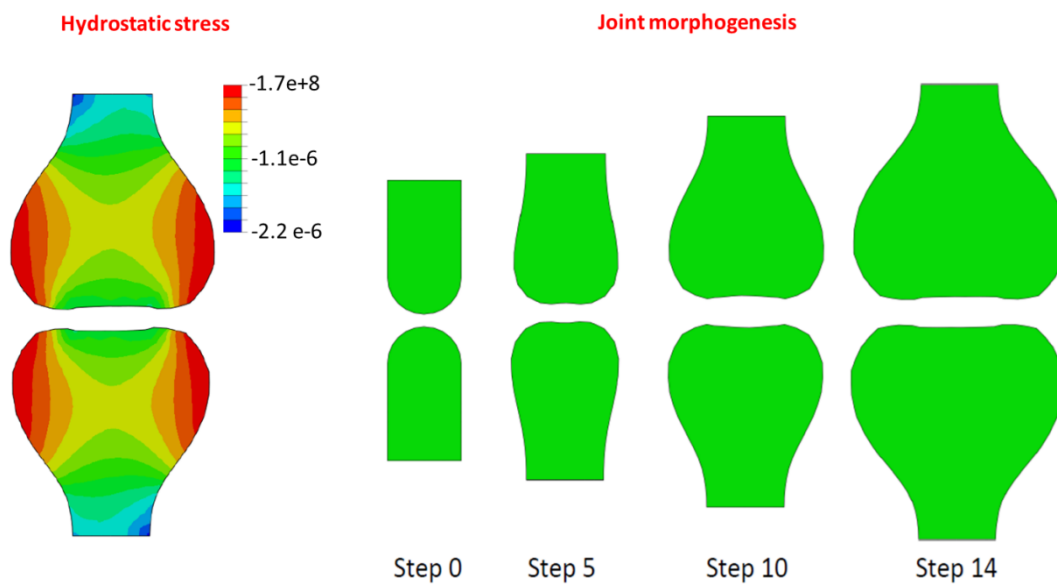 Hydrostatic stress
Joint morphogenesis
-1.7e+8
-1.1e-6
-2.2 e-6
Step 0
Step 5
Step 10
Step 14